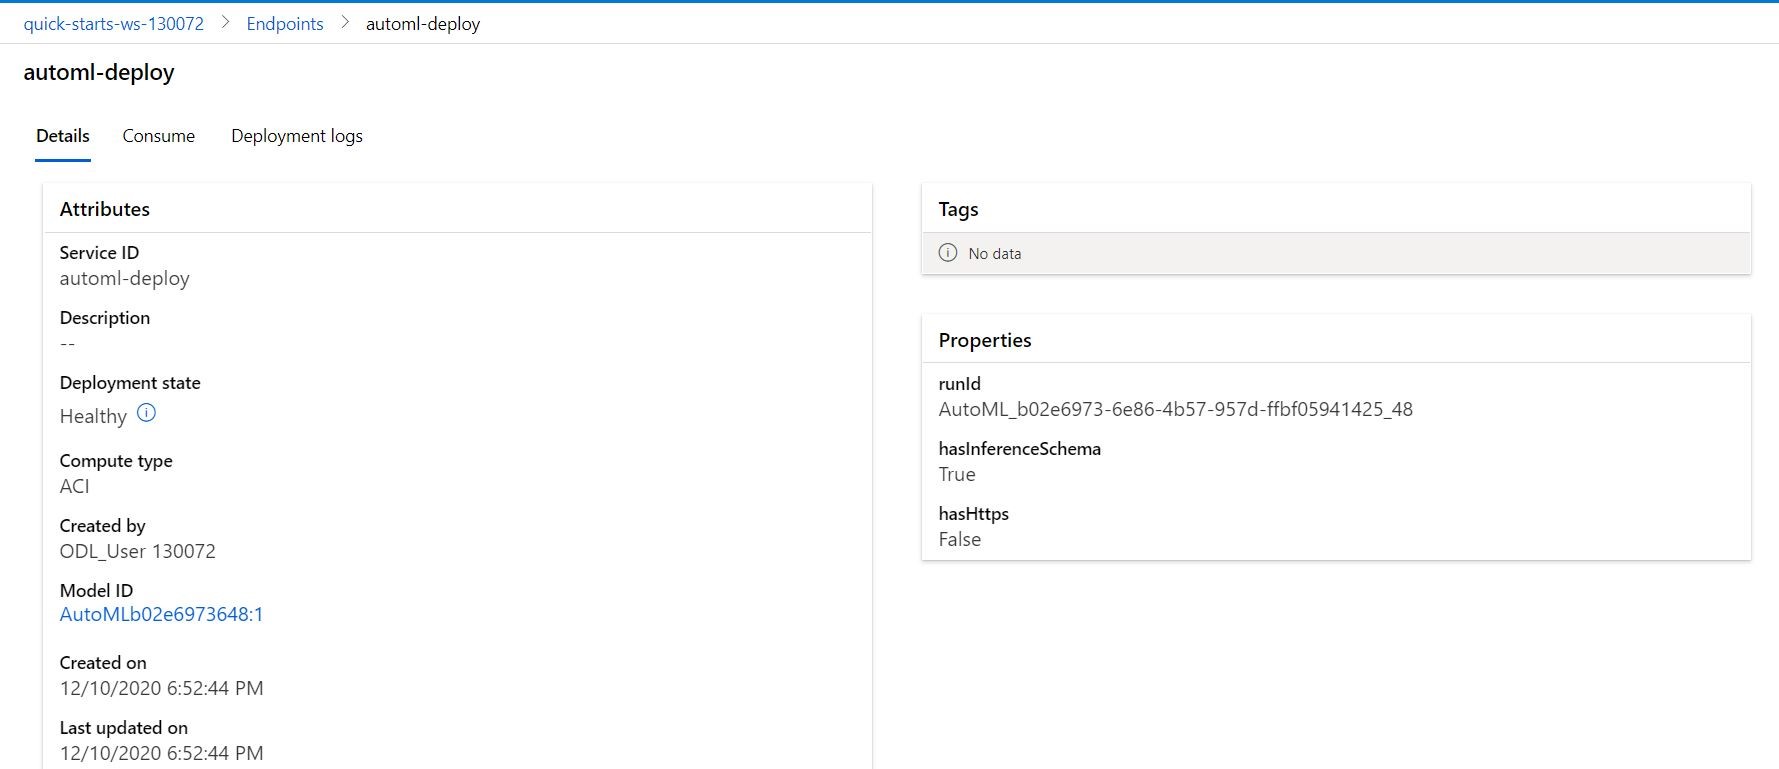 quick-starts-ws-130072 > Endpoints > automl-deploy
automl-deploy
Details Consume Deployment logs
Attributes
Service ID
automl-deploy
Description
--
Deployment state
Healthy
Compute type
ACI
Created by
ODL_User 130072
Model ID
AutoMLb02e6973648:1
Created on
12/10/2020 6:52:44 PM
Last updated on
12/10/2020 6:52:44 PM
Tags
No data
Properties
runId
AutoML_b02e6973-6e86-4b57-957d-ffbf05941425_48
hasInferenceSchema
True
hasHttps
False